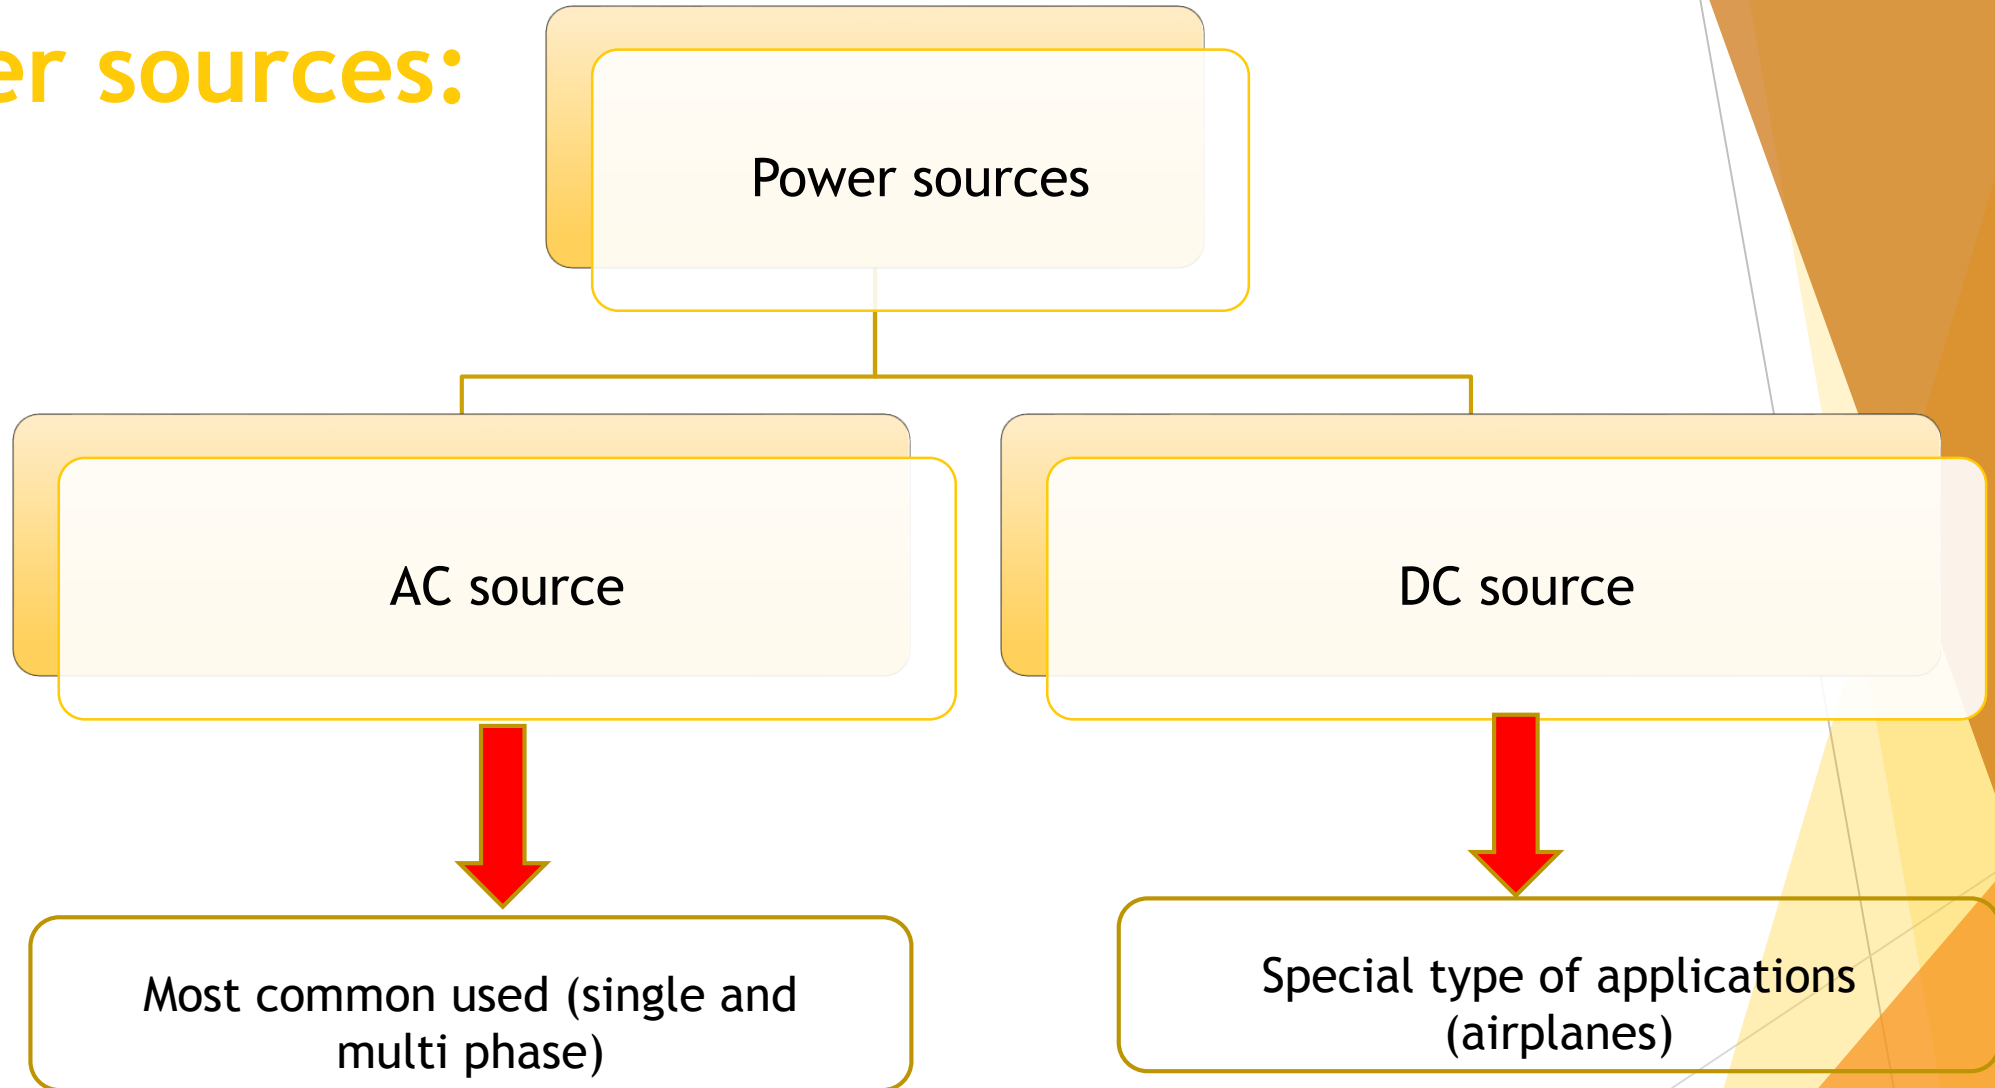 er sources:
Power sources
AC source
DC source
Most common used (single and
multi phase)
Special type of applications
(airplanes)